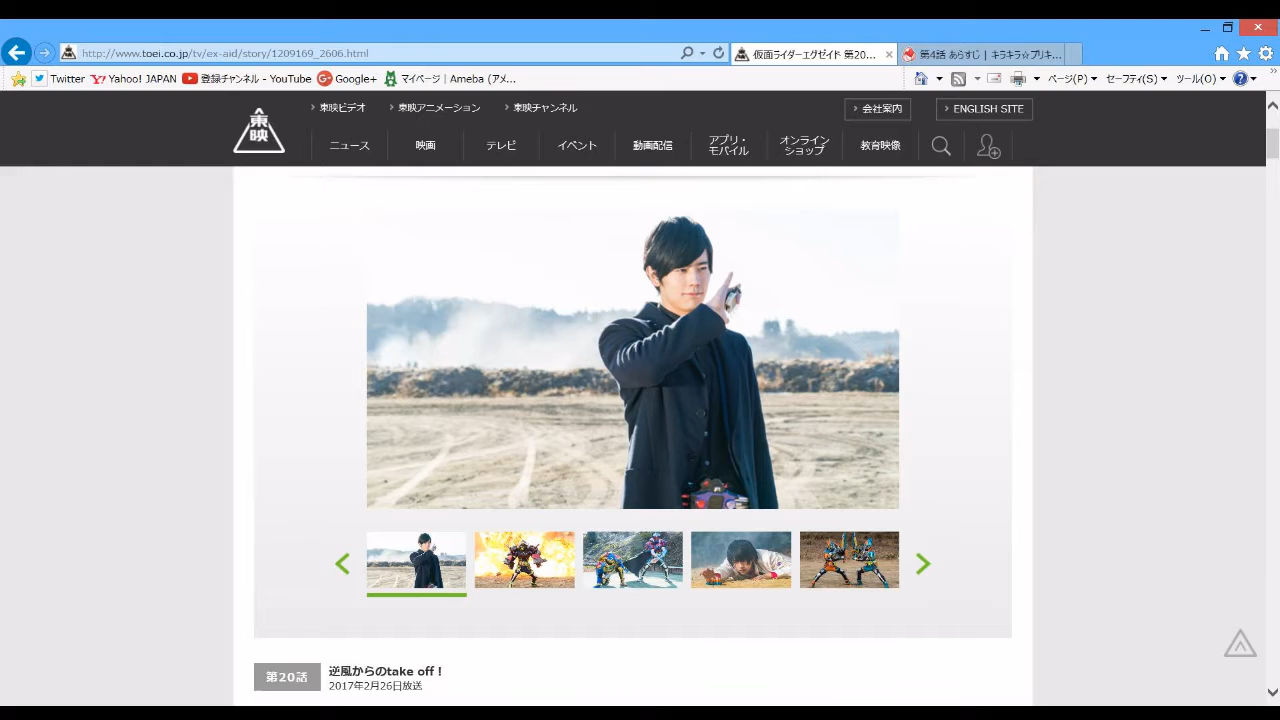 http://www.toei.co.jp/tv/ex-aid/story/1209169_2606.html
仮面ライダーエグゼイド 第20...
第4話 あらすじ | キラキラ☆プリキ...
Twitter
Yahoo! JAPAN
登録チャンネル - YouTube
Google+
マイページ | Ameba (アメ...
ページ(P)
セーフティ(S)
ツール(O)
東映
東映ビデオ
東映アニメーション
東映チャンネル
会社案内
ENGLISH SITE
ニュース
映画
テレビ
イベント
動画配信
アプリ・
モバイル
オンライン
ショップ
教育映像
第20話
逆風からのtake off！
2017年2月26日放送